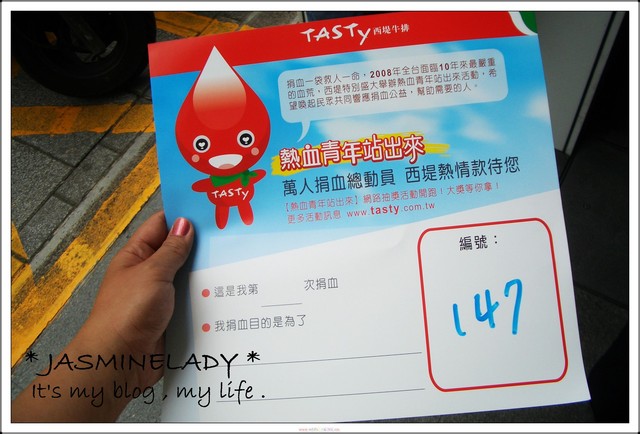 TASTy 西堤牛排
捐血一袋救人一命，2008年全台面臨10年來最嚴重
的血荒，西堤特別盛大舉辦熱血青年站出來活動，希
望喚起民眾共同響應捐血公益，幫助需要的人。
熱血青年站出來
萬人捐血總動員 西堤熱情款待您
TASTy
【熱血青年站出來】網路抽獎活動開跑！大獎等你拿！
更多活動訊息 www.tasty.com.tw
編號：
147
● 這是我第____次捐血
● 我捐血目的是為了
* JASMINELADY *
It's my blog , my life .